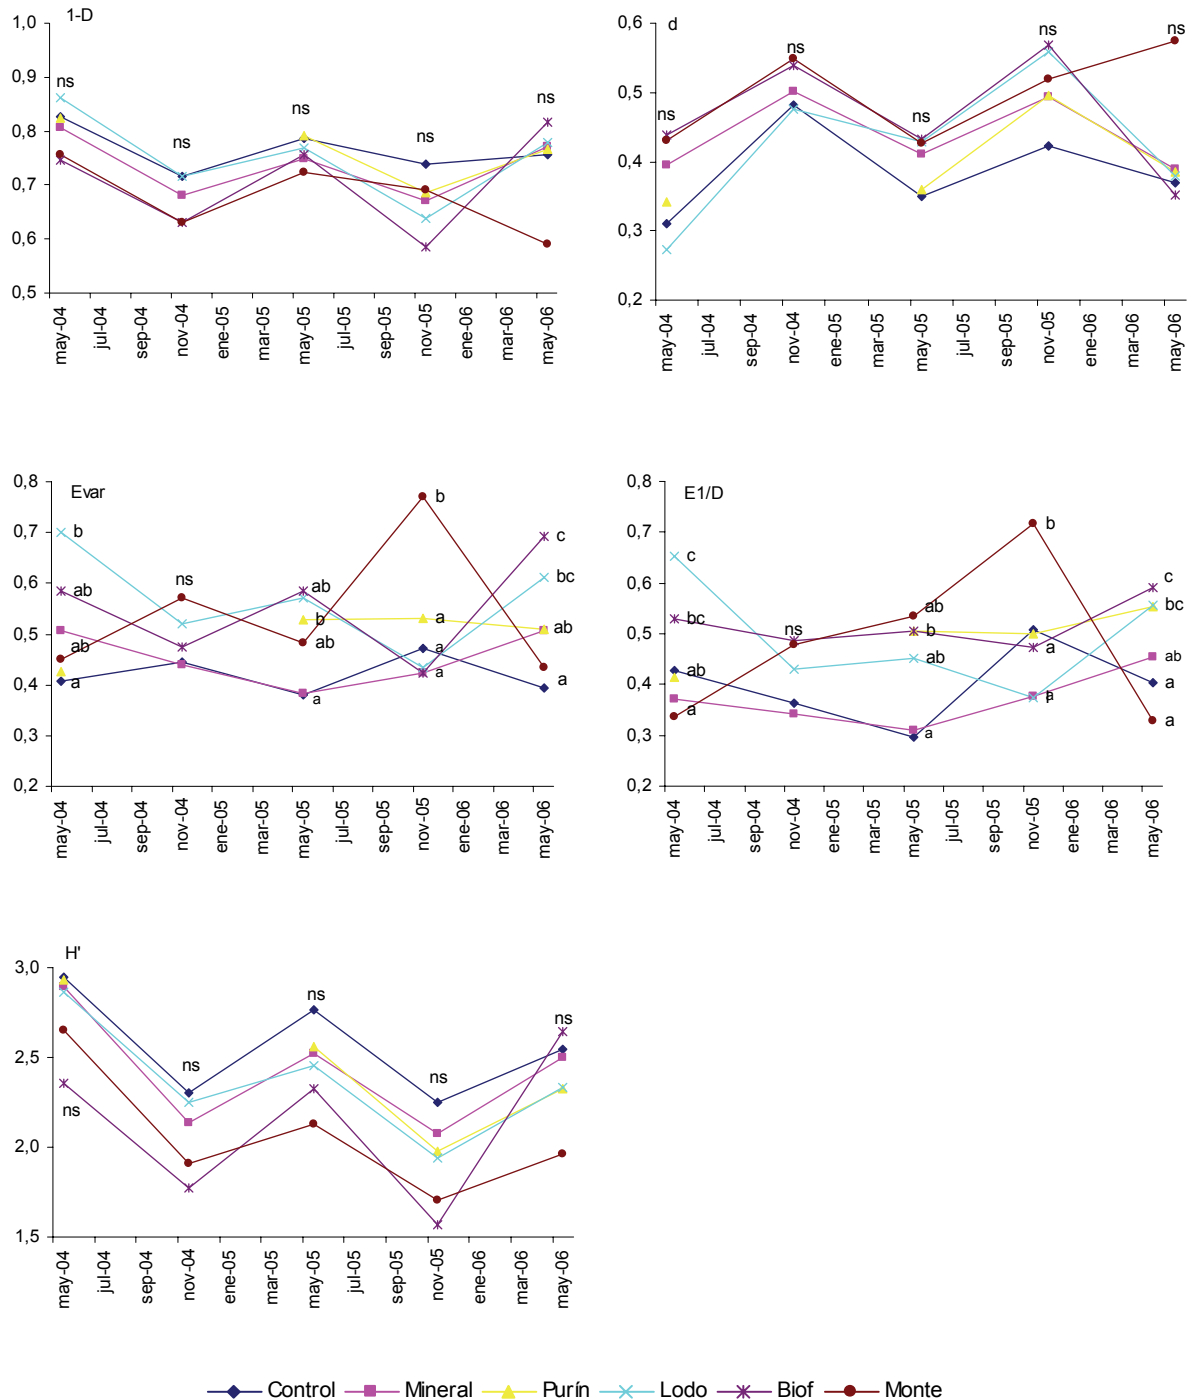 1-D
1,0
0,9
0,8
0,7
0,6
0,5
ns
ns
ns
ns
ns
may-04
jul-04
sep-04
nov-04
ene-05
mar-05
may-05
jul-05
sep-05
nov-05
ene-06
mar-06
may-06
d
0,6
0,5
0,4
0,3
0,2
ns
ns
ns
ns
ns
may-04
jul-04
sep-04
nov-04
ene-05
mar-05
may-05
jul-05
sep-05
nov-05
ene-06
mar-06
may-06
Evar
0,8
0,7
0,6
0,5
0,4
0,3
0,2
b
ab
ab
a
ns
ab
b
ab
a
b
a
a
a
c
bc
ab
a
may-04
jul-04
sep-04
nov-04
ene-05
mar-05
may-05
jul-05
sep-05
nov-05
ene-06
mar-06
may-06
E1/D
0,8
0,7
0,6
0,5
0,4
0,3
0,2
c
bc
ab
a
ns
ab
b
ab
a
b
a
a
c
bc
ab
a
a
may-04
jul-04
sep-04
nov-04
ene-05
mar-05
may-05
jul-05
sep-05
nov-05
ene-06
mar-06
may-06
H'
3,0
2,5
2,0
1,5
ns
ns
ns
ns
ns
may-04
jul-04
sep-04
nov-04
ene-05
mar-05
may-05
jul-05
sep-05
nov-05
ene-06
mar-06
may-06
Control Mineral Purín Lodo Biof Monte